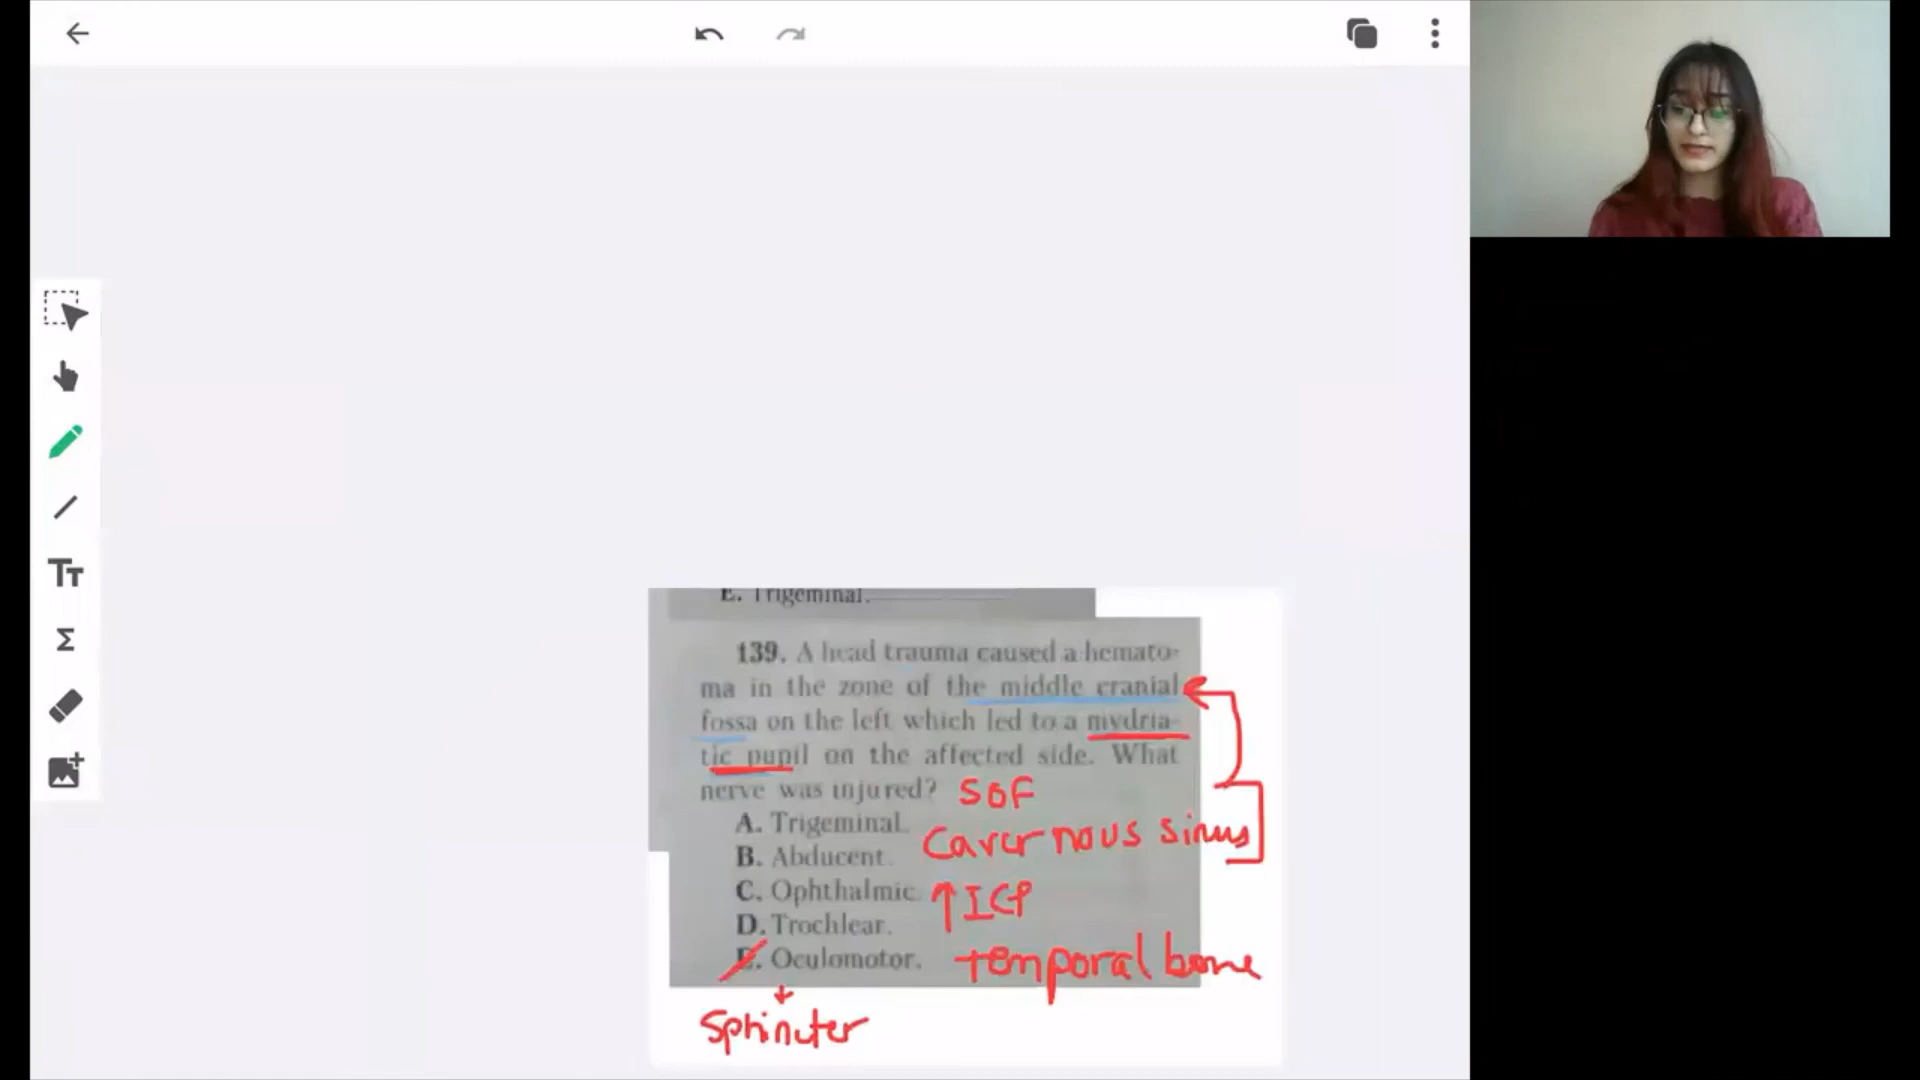 E. Trigeminal.
139. A head trauma caused a hemato-
ma in the zone of the middle cranial
fossa on the left which led to a mydria-
tic pupil on the affected side. What
nerve was injured? SOF
A. Trigeminal.
Cavernous sinus
B. Abducent.
C. Ophthalmic. ↑ICP
D. Trochlear.
E. Oculomotor. temporal bone
Sphincter
Tт
Σ